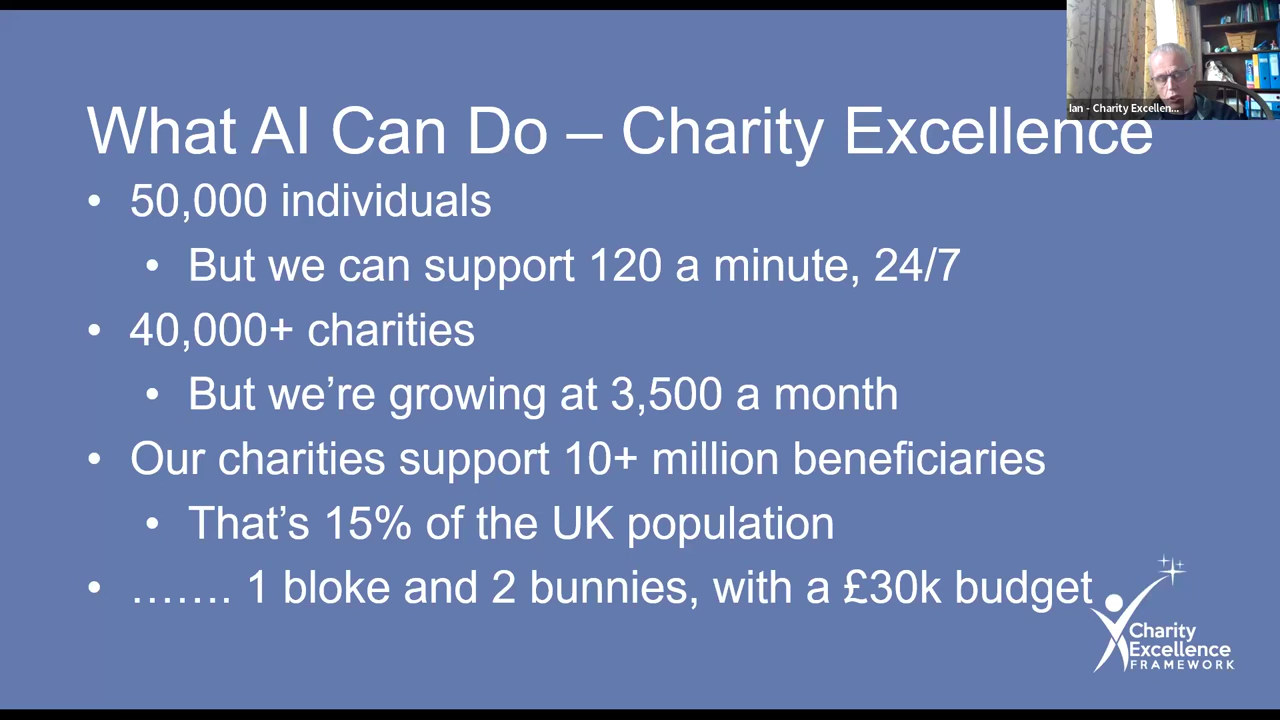 Ian - Charity Excellen...
What AI Can Do – Charity Excellence
• 50,000 individuals
• But we can support 120 a minute, 24/7
• 40,000+ charities
• But we’re growing at 3,500 a month
• Our charities support 10+ million beneficiaries
• That’s 15% of the UK population
• ……. 1 bloke and 2 bunnies, with a £30k budget
Charity
Excellence
FRAMEWORK